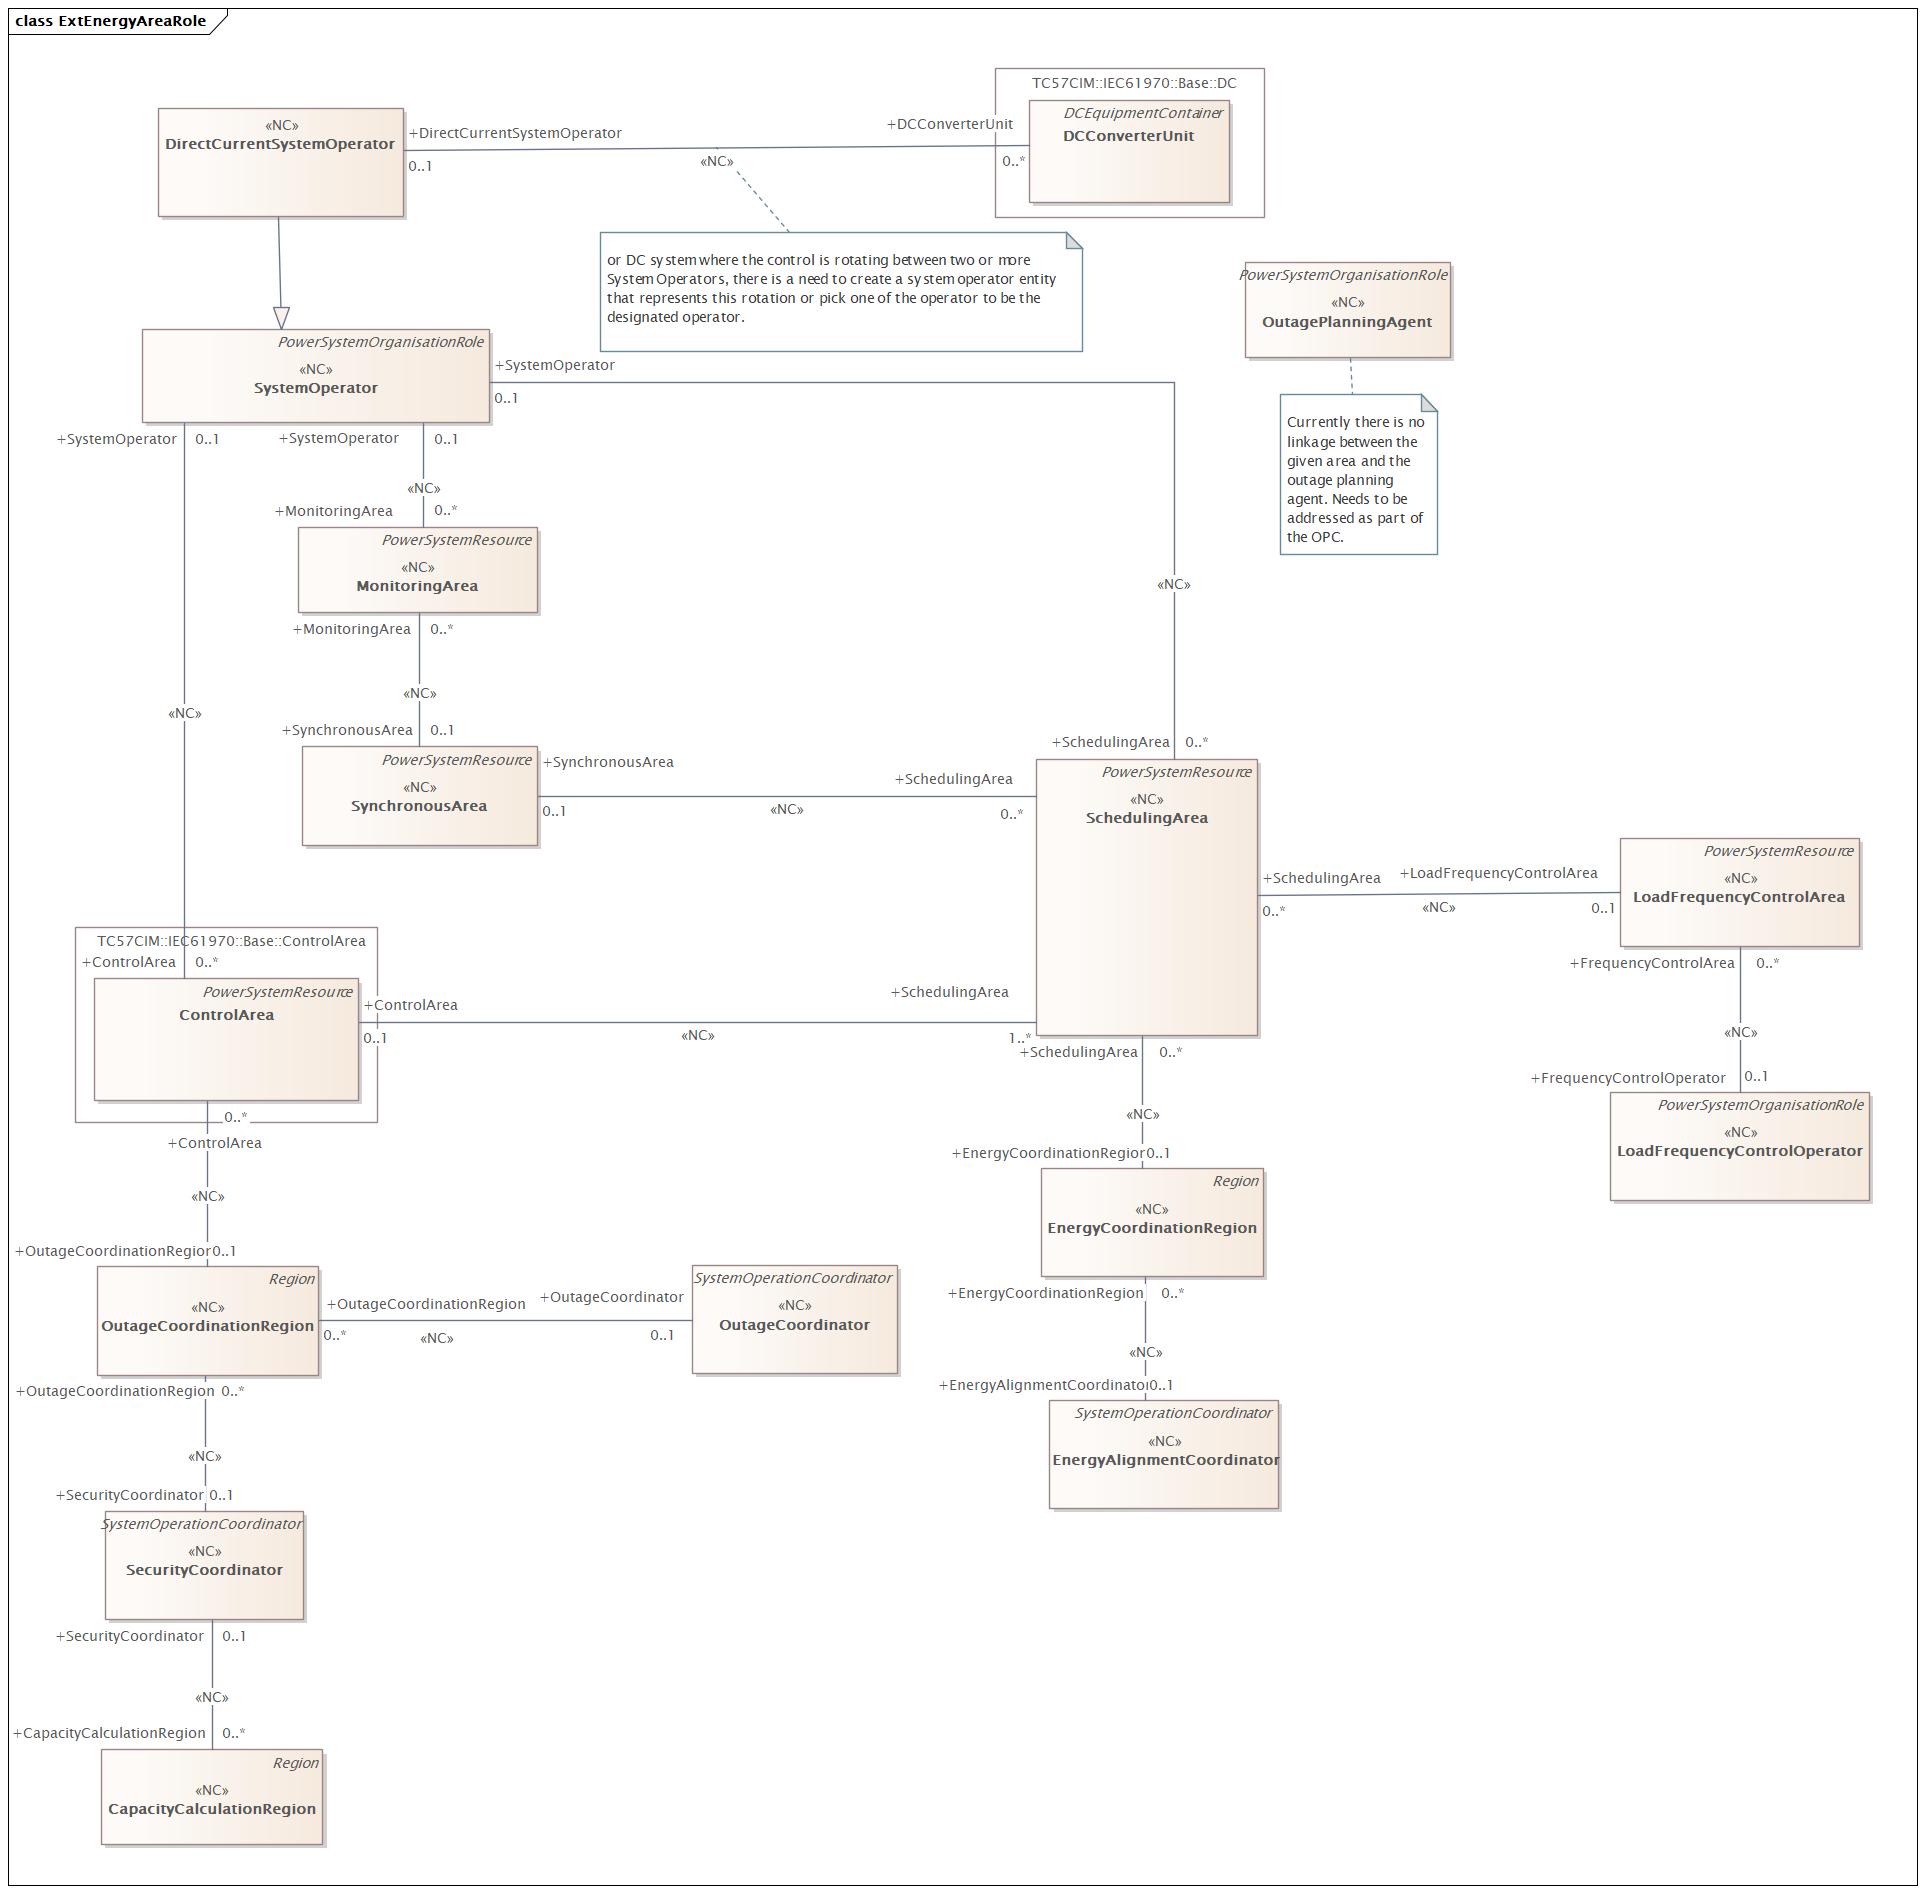 class ExtEnergyAreaRole
TC57CIM::IEC61970::Base::DC
DCEquipmentContainer
DCConverterUnit
«NC»
DirectCurrentSystemOperator
+DirectCurrentSystemOperator
0..1
+DCConverterUnit
0..*
«NC»
or DC system where the control is rotating between two or more
System Operators, there is a need to create a system operator entity
that represents this rotation or pick one of the operator to be the
designated operator.
PowerSystemOrganisationRole
«NC»
OutagePlanningAgent
Currently there is no
linkage between the
given area and the
outage planning
agent. Needs to be
addressed as part of
the OPC.
PowerSystemOrganisationRole
«NC»
SystemOperator
+SystemOperator
0..1
+SystemOperator
0..1
+SystemOperator
0..1
«NC»
+MonitoringArea
0..*
PowerSystemResource
«NC»
MonitoringArea
«NC»
+MonitoringArea
0..*
«NC»
«NC»
+SynchronousArea
0..1
PowerSystemResource
«NC»
SynchronousArea
+SynchronousArea
0..1
«NC»
+SchedulingArea
0..*
+SchedulingArea
0..*
PowerSystemResource
«NC»
SchedulingArea
+SchedulingArea
0..*
«NC»
+LoadFrequencyControlArea
0..1
PowerSystemResource
«NC»
LoadFrequencyControlArea
+FrequencyControlArea
0..*
«NC»
+FrequencyControlOperator
0..1
PowerSystemOrganisationRole
«NC»
LoadFrequencyControlOperator
TC57CIM::IEC61970::Base::ControlArea
+ControlArea
0..*
PowerSystemResource
ControlArea
+ControlArea
0..1
«NC»
+SchedulingArea
1..*
+SchedulingArea
0..*
«NC»
+EnergyCoordinationRegion
0..1
Region
«NC»
EnergyCoordinationRegion
+EnergyCoordinationRegion
0..*
«NC»
+EnergyAlignmentCoordinator
0..1
SystemOperationCoordinator
«NC»
EnergyAlignmentCoordinator
0..*
+ControlArea
«NC»
+OutageCoordinationRegion
0..1
Region
«NC»
OutageCoordinationRegion
+OutageCoordinationRegion
0..*
«NC»
+OutageCoordinator
0..1
SystemOperationCoordinator
«NC»
OutageCoordinator
+OutageCoordinationRegion
0..*
«NC»
+SecurityCoordinator
0..1
SystemOperationCoordinator
«NC»
SecurityCoordinator
+SecurityCoordinator
0..1
«NC»
+CapacityCalculationRegion
0..*
Region
«NC»
CapacityCalculationRegion